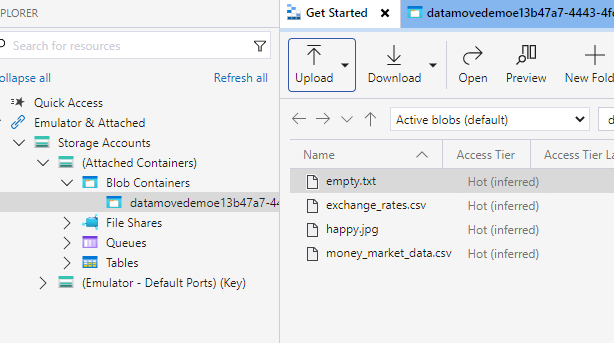 PLORER
Get Started
datamovedemoe13b47a7-4443-4f
Search for resources
ollapse all
Refresh all
Upload
Download
Open
Preview
New Fold
Quick Access
Emulator & Attached
Storage Accounts
(Attached Containers)
Blob Containers
datamovedemoe13b47a7-44
File Shares
Queues
Tables
(Emulator - Default Ports) (Key)
Active blobs (default)
d
Name
Access Tier
Access Tier La
empty.txt
Hot (inferred)
exchange_rates.csv
Hot (inferred)
happy.jpg
Hot (inferred)
money_market_data.csv
Hot (inferred)